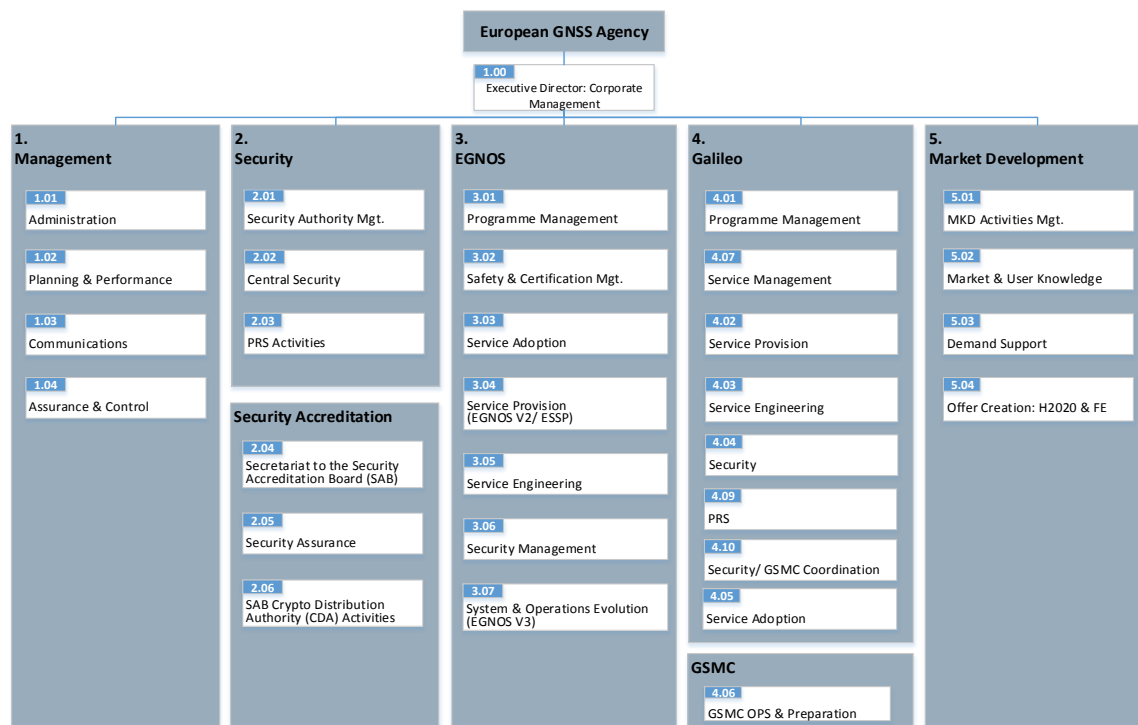 European GNSS Agency
1.00
Executive Director: Corporate
Management
1.
Management
1.01
Administration
1.02
Planning & Performance
1.03
Communications
1.04
Assurance & Control
2.
Security
2.01
Security Authority Mgt.
2.02
Central Security
2.03
PRS Activities
Security Accreditation
2.04
Secretariat to the Security
Accreditation Board (SAB)
2.05
Security Assurance
2.06
SAB Crypto Distribution
Authority (CDA) Activities
3.
EGNOS
3.01
Programme Management
3.02
Safety & Certification Mgt.
3.03
Service Adoption
3.04
Service Provision
(EGNOS V2/ ESSP)
3.05
Service Engineering
3.06
Security Management
3.07
System & Operations Evolution
(EGNOS V3)
4.
Galileo
4.01
Programme Management
4.07
Service Management
4.02
Service Provision
4.03
Service Engineering
4.04
Security
4.09
PRS
4.10
Security/ GSMC Coordination
4.05
Service Adoption
GSMC
4.06
GSMC OPS & Preparation
5.
Market Development
5.01
MKD Activities Mgt.
5.02
Market & User Knowledge
5.03
Demand Support
5.04
Offer Creation: H2020 & FE